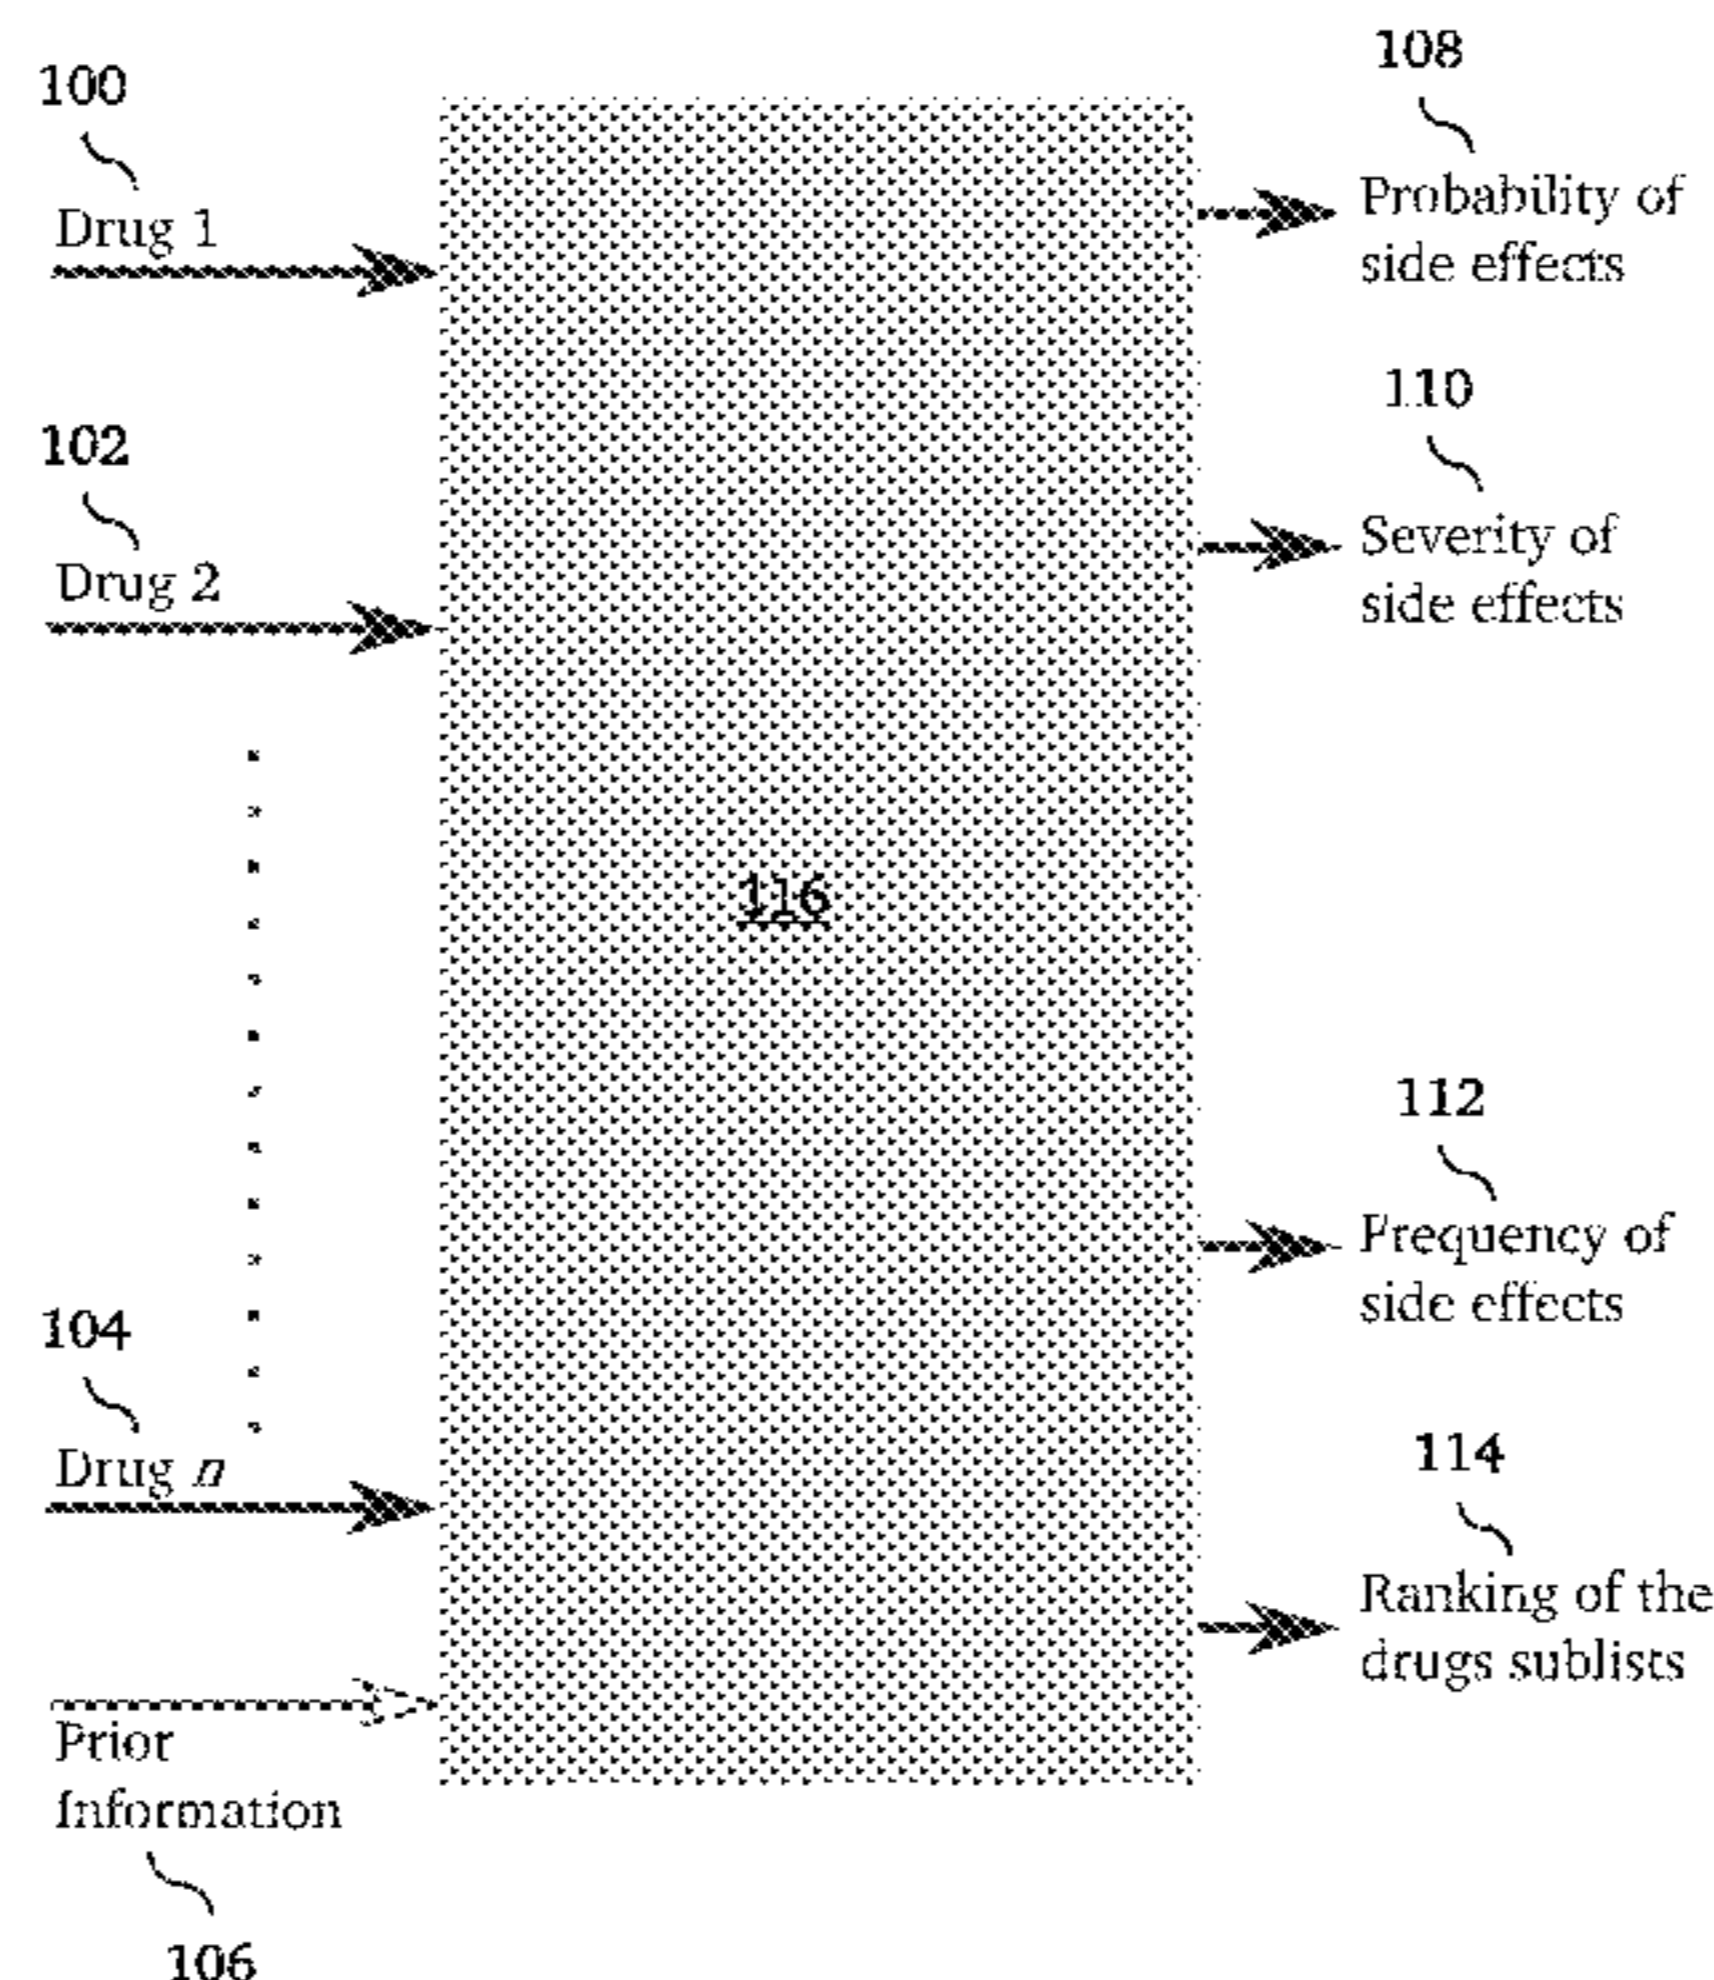 100
Drug 1
102
Drug 2
104
Drug n
Prior
Information
106
116
108
Probability of
side effects
110
Severity of
side effects
112
Frequency of
side effects
114
Ranking of the
drugs sublists